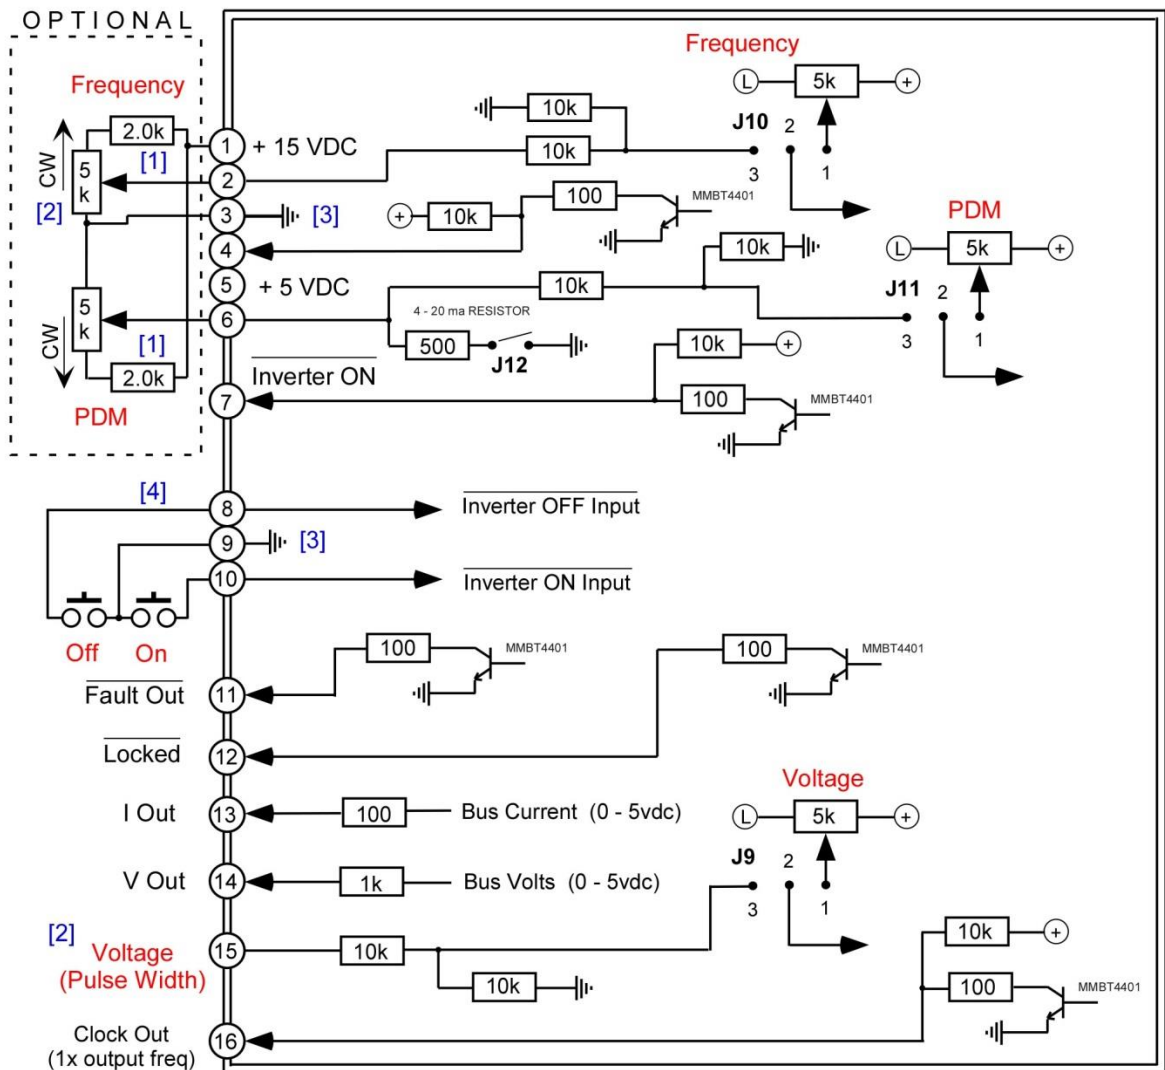 OPTIONAL
Frequency
2.0k
CW
5
k
[1]
[2]
5
k
CW
[1]
2.0k
PDM
1 + 15 VDC
2
3 [3]
4
5 + 5 VDC
6
Inverter ON
7
Frequency
L 5k +
10k
J10 2
10k
3 1
100 MMBT4401
+ 10k
PDM
10k
L 5k +
10k
J11 2
4 - 20 ma RESISTOR
3 1
500
J12
10k +
100 MMBT4401
[4]
8 Inverter OFF Input
9 [3]
10 Inverter ON Input
Off On
100 MMBT4401
100 MMBT4401
Fault Out 11
Locked 12
I Out 13 100 Bus Current (0 - 5vdc)
V Out 14 1k Bus Volts (0 - 5vdc)
Voltage
L 5k +
J9 2
3 1
[2]
Voltage
(Pulse Width)
15 10k
10k
10k +
100 MMBT4401
Clock Out
(1x output freq)
16